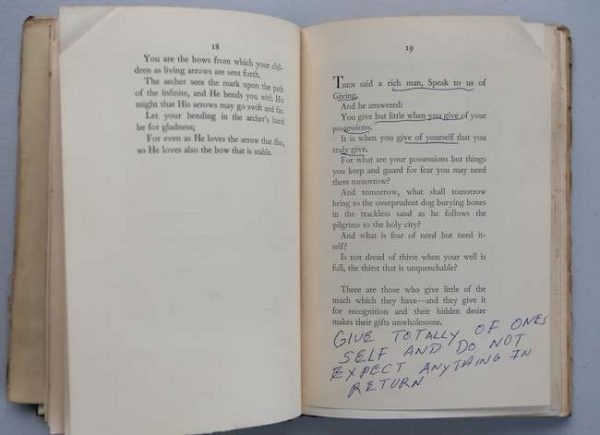 18
You are the bows from which your chil-
dren as living arrows are sent forth.
The archer sees the mark upon the path
of the infinite, and He bends you with His
might that His arrows may go swift and far.
Let your bending in the archer's hand
be for gladness;
For even as He loves the arrow that flies,
so He loves also the bow that is stable.
19
THEN said a rich man, Speak to us of
Giving.
And he answered:
You give but little when you give of your
possessions.
It is when you give of yourself that you
truly give.
For what are your possessions but things
you keep and guard for fear you may need
them tomorrow?
And tomorrow, what shall tomorrow
bring to the overprudent dog burying bones
in the trackless sand as he follows the
pilgrims to the holy city?
And what is fear of need but need it-
self?
Is not dread of thirst when your well is
full, the thirst that is unquenchable?
There are those who give little of the
much which they have—and they give it
for recognition and their hidden desire
makes their gifts unwholesome.
GIVE TOTALLY OF ONES
SELF AND DO NOT
EXPECT ANYTHING IN
RETURN